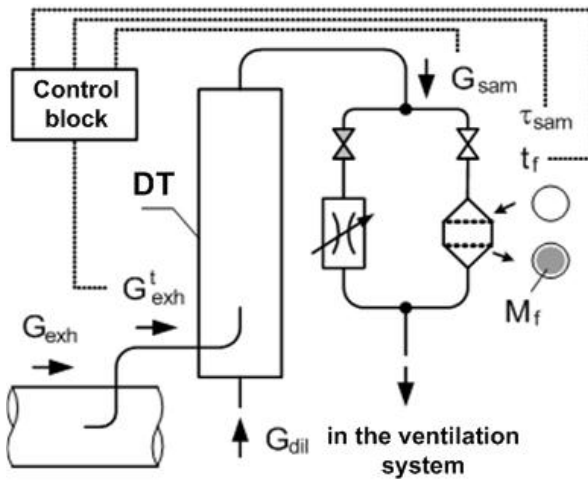 Control
block
G_sam
τ_sam
t_f
DT
G^t_exh
G_exh
M_f
G_dil
in the ventilation
system